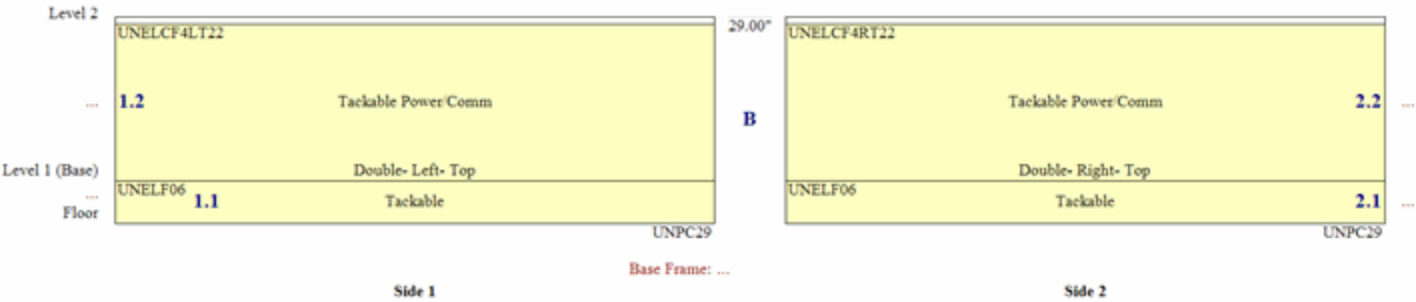 Level 2
UNELCF4LT22
29.00"
UNELCF4RT22
...
1.2
Tackable Power/Comm
B
Tackable Power/Comm
2.2
...
Level 1 (Base)
Double- Left- Top
Double- Right- Top
...
UNELF06
1.1
Tackable
UNELF06
Tackable
2.1
...
Floor
UNPC29
UNPC29
Base Frame: ...
Side 1
Side 2